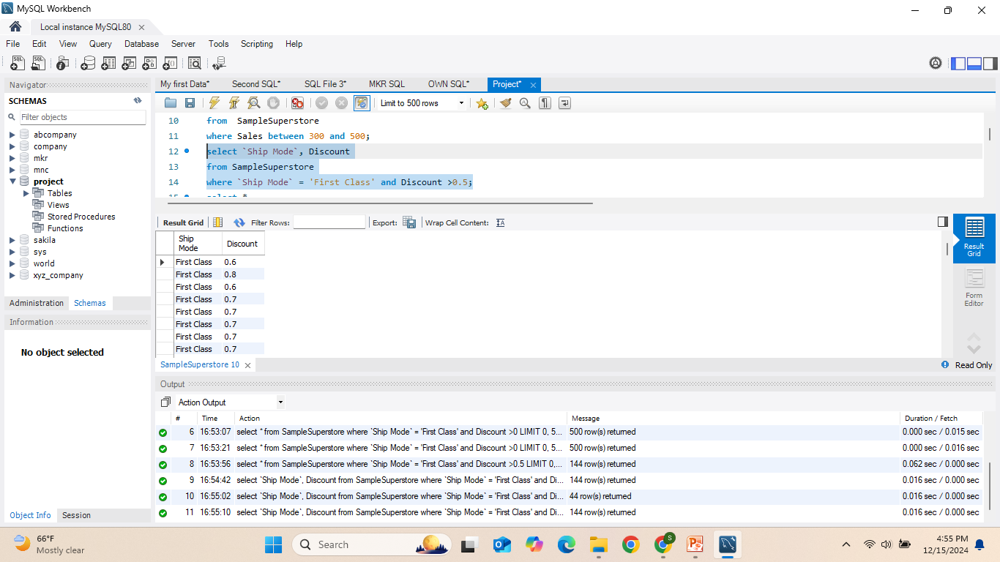 MySQL Workbench
Local instance MySQL80
File Edit View Query Database Server Tools Scripting Help
Navigator
SCHEMAS
Filter objects
abcompany
company
mkr
mnc
project
Tables
Views
Stored Procedures
Functions
sakila
sys
world
xyz_company
Administration Schemas
Information
No object selected
Object Info Session
My first Data* Second SQL* SQL File 3* MKR SQL OWN SQL* Project*
Limit to 500 rows
10 from SampleSuperstore
11 where Sales between 300 and 500;
12 select `Ship Mode`, Discount
13 from SampleSuperstore
14 where `Ship Mode` = 'First Class' and Discount >0.5;
15 select *
Result Grid Filter Rows: Export: Wrap Cell Content:
Ship Mode Discount
First Class 0.6
First Class 0.8
First Class 0.6
First Class 0.7
First Class 0.7
First Class 0.7
First Class 0.7
First Class 0.7
Result Grid
Form Editor
SampleSuperstore 10
Read Only
Output
Action Output
# Time Action Message Duration / Fetch
6 16:53:07 select * from SampleSuperstore where `Ship Mode` = 'First Class' and Discount >0 LIMIT 0, 5... 500 row(s) returned 0.000 sec / 0.015 sec
7 16:53:21 select * from SampleSuperstore where `Ship Mode` = 'First Class' and Discount >0 LIMIT 0, 5... 500 row(s) returned 0.000 sec / 0.016 sec
8 16:53:56 select * from SampleSuperstore where `Ship Mode` = 'First Class' and Discount >0.5 LIMIT 0,... 144 row(s) returned 0.062 sec / 0.000 sec
9 16:54:42 select `Ship Mode`, Discount from SampleSuperstore where `Ship Mode` = 'First Class' and Di... 144 row(s) returned 0.016 sec / 0.000 sec
10 16:55:02 select `Ship Mode`, Discount from SampleSuperstore where `Ship Mode` = 'First Class' and Di... 44 row(s) returned 0.016 sec / 0.000 sec
11 16:55:10 select `Ship Mode`, Discount from SampleSuperstore where `Ship Mode` = 'First Class' and Di... 144 row(s) returned 0.016 sec / 0.000 sec
66°F
Mostly clear
Search
S
4:55 PM
12/15/2024